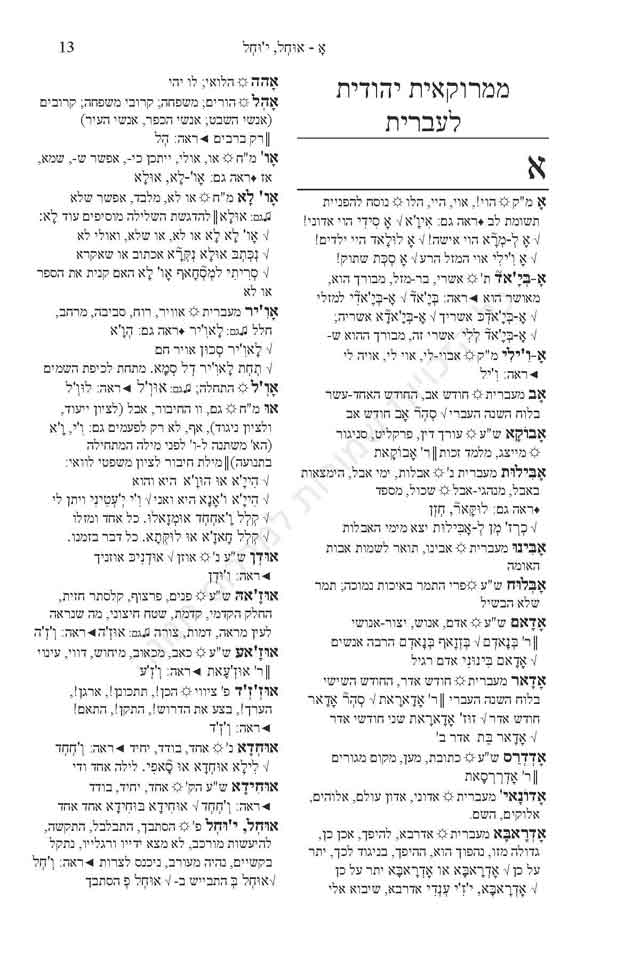 אָ - אוּחְל, י'וּחְל 13
ממרוקאית יהודית
לעברית
א
אָ מ"ק☼ הוי!, אוי, היי, הלו☼ נוסח להפניית
תשומת לב ♦ראה גם: אִיוָא √ אָ סִידִי הוי אדוני!
√ אָ לְ-מְרָא הוי אישה! √ אָ לוּלָאד היי ילדים!
√ אָ וִילִי אוי המזל הרע √ אָ סְכְּת שתוק!
אָ-בִּיָ'אד ת'☼ אשרי, בר-מזל, מבורך הוא,
מאושר הוא ◄ראה: בִּיָ'אד √ אָ-בִּיָ'אדִי למזלי
√ אָ-בִּיָ'אדְךּ אשריך √ אָ-בִּיָ'אדָא אשריה;
√ אָ-בִּיָ'אד לְלִּי אשרי זה, מבורך ההוא ש-
אָ-וִ'ילִי מ"ק☼ אבוי-לי, אוי לי, אויה לי
◄ראה: וִ'יל
אָב מעברית☼ חודש אב, החודש האחד-עשר
בלוח השנה העברי √ סְהְר אָב חודש אב
אָבוֹקָא ש"ע☼ עורך דין, פרקליט, סניגור
☼ מייצג, מלמד זכות║ר' אָבוֹקָאת
אֲבֵילוּת מעברית נ'☼ אבלות, ימי אבל, הימצאות
באבל, מנהגי-אבל☼ שכול, מספד
♦ראה גם: לוּקָאר, חְזְן
√ כְרְז' מְן לְ-אֲבֵּילוּת יצא מימי האבלות
אָבִינוּ מעברית☼ אבינו, תואר לשמות אבות
האומה
אָבְּלוּח ש"ע☼פרי התמר באיכות נמוכה; תמר
שלא הבשיל
אָדָאם ש"ע☼ אדם, אנוש, יצור-אנושי
║ר' בְּנָאדְם √ בְּזְּאף בְּנָאדְם הרבה אנשים
√ אָדָאם בֵּינוֹנִי אדם רגיל
אֲדָאר מעברית☼ חודש אדר, החודש השישי
בלוח השנה העברי║ר' אֲדָארָאת √ סְהְר אֲדָאר
חודש אדר √ זוּז' אֲדָארָאת שני חודשי אדר
√ אֲדָאר בֵּת אדר ב'
אָדְּרְס ש"ע☼ כתובת, מען, מקום מגורים
║ר' אָדְּרְסָאת
אֲדוֹנָאי' מעברית☼ אדוני, אדון עולם, אלוהים,
אלוקים, השם.
אֲדְרַאבָּא מעברית☼ אדרבא, להיפך, אכן כן,
גדולה מזו, נהפוך הוא, ההיפך, בניגוד לכך, יתר
על כן √ אֲדְרַאבָּא או אֲדְרַאבָּא יתר על כן
√ אֲדְרַאבָּא, יִ'זִי עְנְדִי אדרבא, שיבוא אלי
אָהָה☼ הלואי; לו יהי
אָהְל☼ הורים; משפחה; קרובי משפחה; קרובים
(אנשי השבט; אנשי הכפר, אנשי העיר)
║רק ברבים◄ראה: הְל
אָו' מ"ח☼ או, אולי, ייתכן כי-, אפשר ש-, שמא,
אז ♦ראה גם: אָו'-לָא, אוּלָא
אָו' לָא מ"ח☼ או לא, מלבד, אפשר שלא
גם: אוּלָא║להדגשת השלילה מוסיפים עוד לָא:
√ אָו' לָא לָא או לא, או שלא, ואולי לא
√ נְכְּתְּב אוּלָא נְקְּרָא אכתוב או שאקרא
√ סְרִיתִי לְמְסְחָאף אָו' לָא האם קנית את הספר
או לא
אֲוִ'יר מעברית☼ אוויר, רוח, סביבה, מרחב,
חלל גם: לָאוִ'יר ♦ראה גם: הְוָ'א
√ לָאוִ'יר סְכוּן אוויר חם
√ תְחְת לָאוִ'יר דְל סְמָא. מתחת לכיפת השמים
אָוִ'ל☼ התחלה; גם: אוּוִ'ל◄ראה: לוּוִ'ל
אוּ מ"ח☼ גם, וו החיבור, אבל (לציון ייעוד,
ולציון ניגוד), אף, לא רק לפעמים גם: וִ'י, וָ'א
(הא' משתנה ל-ו' לפני מילה המתחילה
בתנועה)║מילת חיבור לציון משפטי לוואי:
√ הִיָ'א אוּ הוּוָ'א היא והוא
√ הִיָ'א וָ'אנָא היא ואני √ וִ'י יְ'עְטִינִי ויתן לי
√ קְלְל וָ'אחְחְד אוּמְזָאלוּ. כל אחד ומזלו
√ קְלְל חָאזָ'א אוּ לוּקְתָא. כל דבר בזמנו.
אוּדְן ש"ע נ'☼ אוזן √ אוּדְנִיךּ אוזניך
◄ראה: וְ'וּדְן
אוּזָ'אה ש"ע☼ פנים, פרצוף, קלסתר חזית,
החלק הקדמי, קדמת, שטח חיצוני, מה שנראה
לעין מראה, דמות, צורה גם: אוּזְ'ה◄ראה: וְ'זְ'ה
אוּזָ'אע ש"ע☼ כאב, מכאוב, מיחוש, דווי, עינוי
║ר' אוּזְעָאת◄ראה: וְ'זְ'ע
אוּזְזְ'ד פ' ציווי☼ הכן!, תתכונן!, ארגן!,
הערך!, בצע את הדרוש!, התקן!, התאם!
◄ראה: וְ'זְ'ד
אוּחְדָא נ'☼ אחד, בודד, יחיד◄ראה: וְ'חְחְד
√ לִילָא אוּחְדָא אוּ סָאפִי. לילה אחד ודי
אוּחִידָא ש"ע הק'☼ אחד, יחיד, בודד
◄ראה: וְ'חְחְד √ אוּחִידָא בּוּחִידָא אחד אחד
אוּחְל, י'וּחְל פ'☼ הסתבך, התבלבל, התקשה,
להיעשות מורכב, לא מצא ידייו ורגלייו, נתקל
בקשיים, נהיה מעורב, ניכנס לצרות◄ראה: וְ'חְל
√אוּחְל בְּ התבייש ב- √ אוּחְל פְ הסתבך